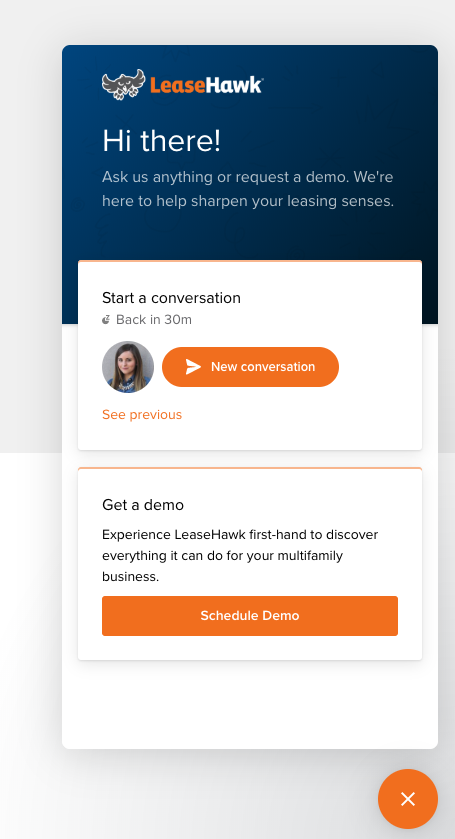 LeaseHawk
Hi there!
Ask us anything or request a demo. We're
here to help sharpen your leasing senses.
Start a conversation
Back in 30m
New conversation
See previous
Get a demo
Experience LeaseHawk first-hand to discover
everything it can do for your multifamily
business.
Schedule Demo